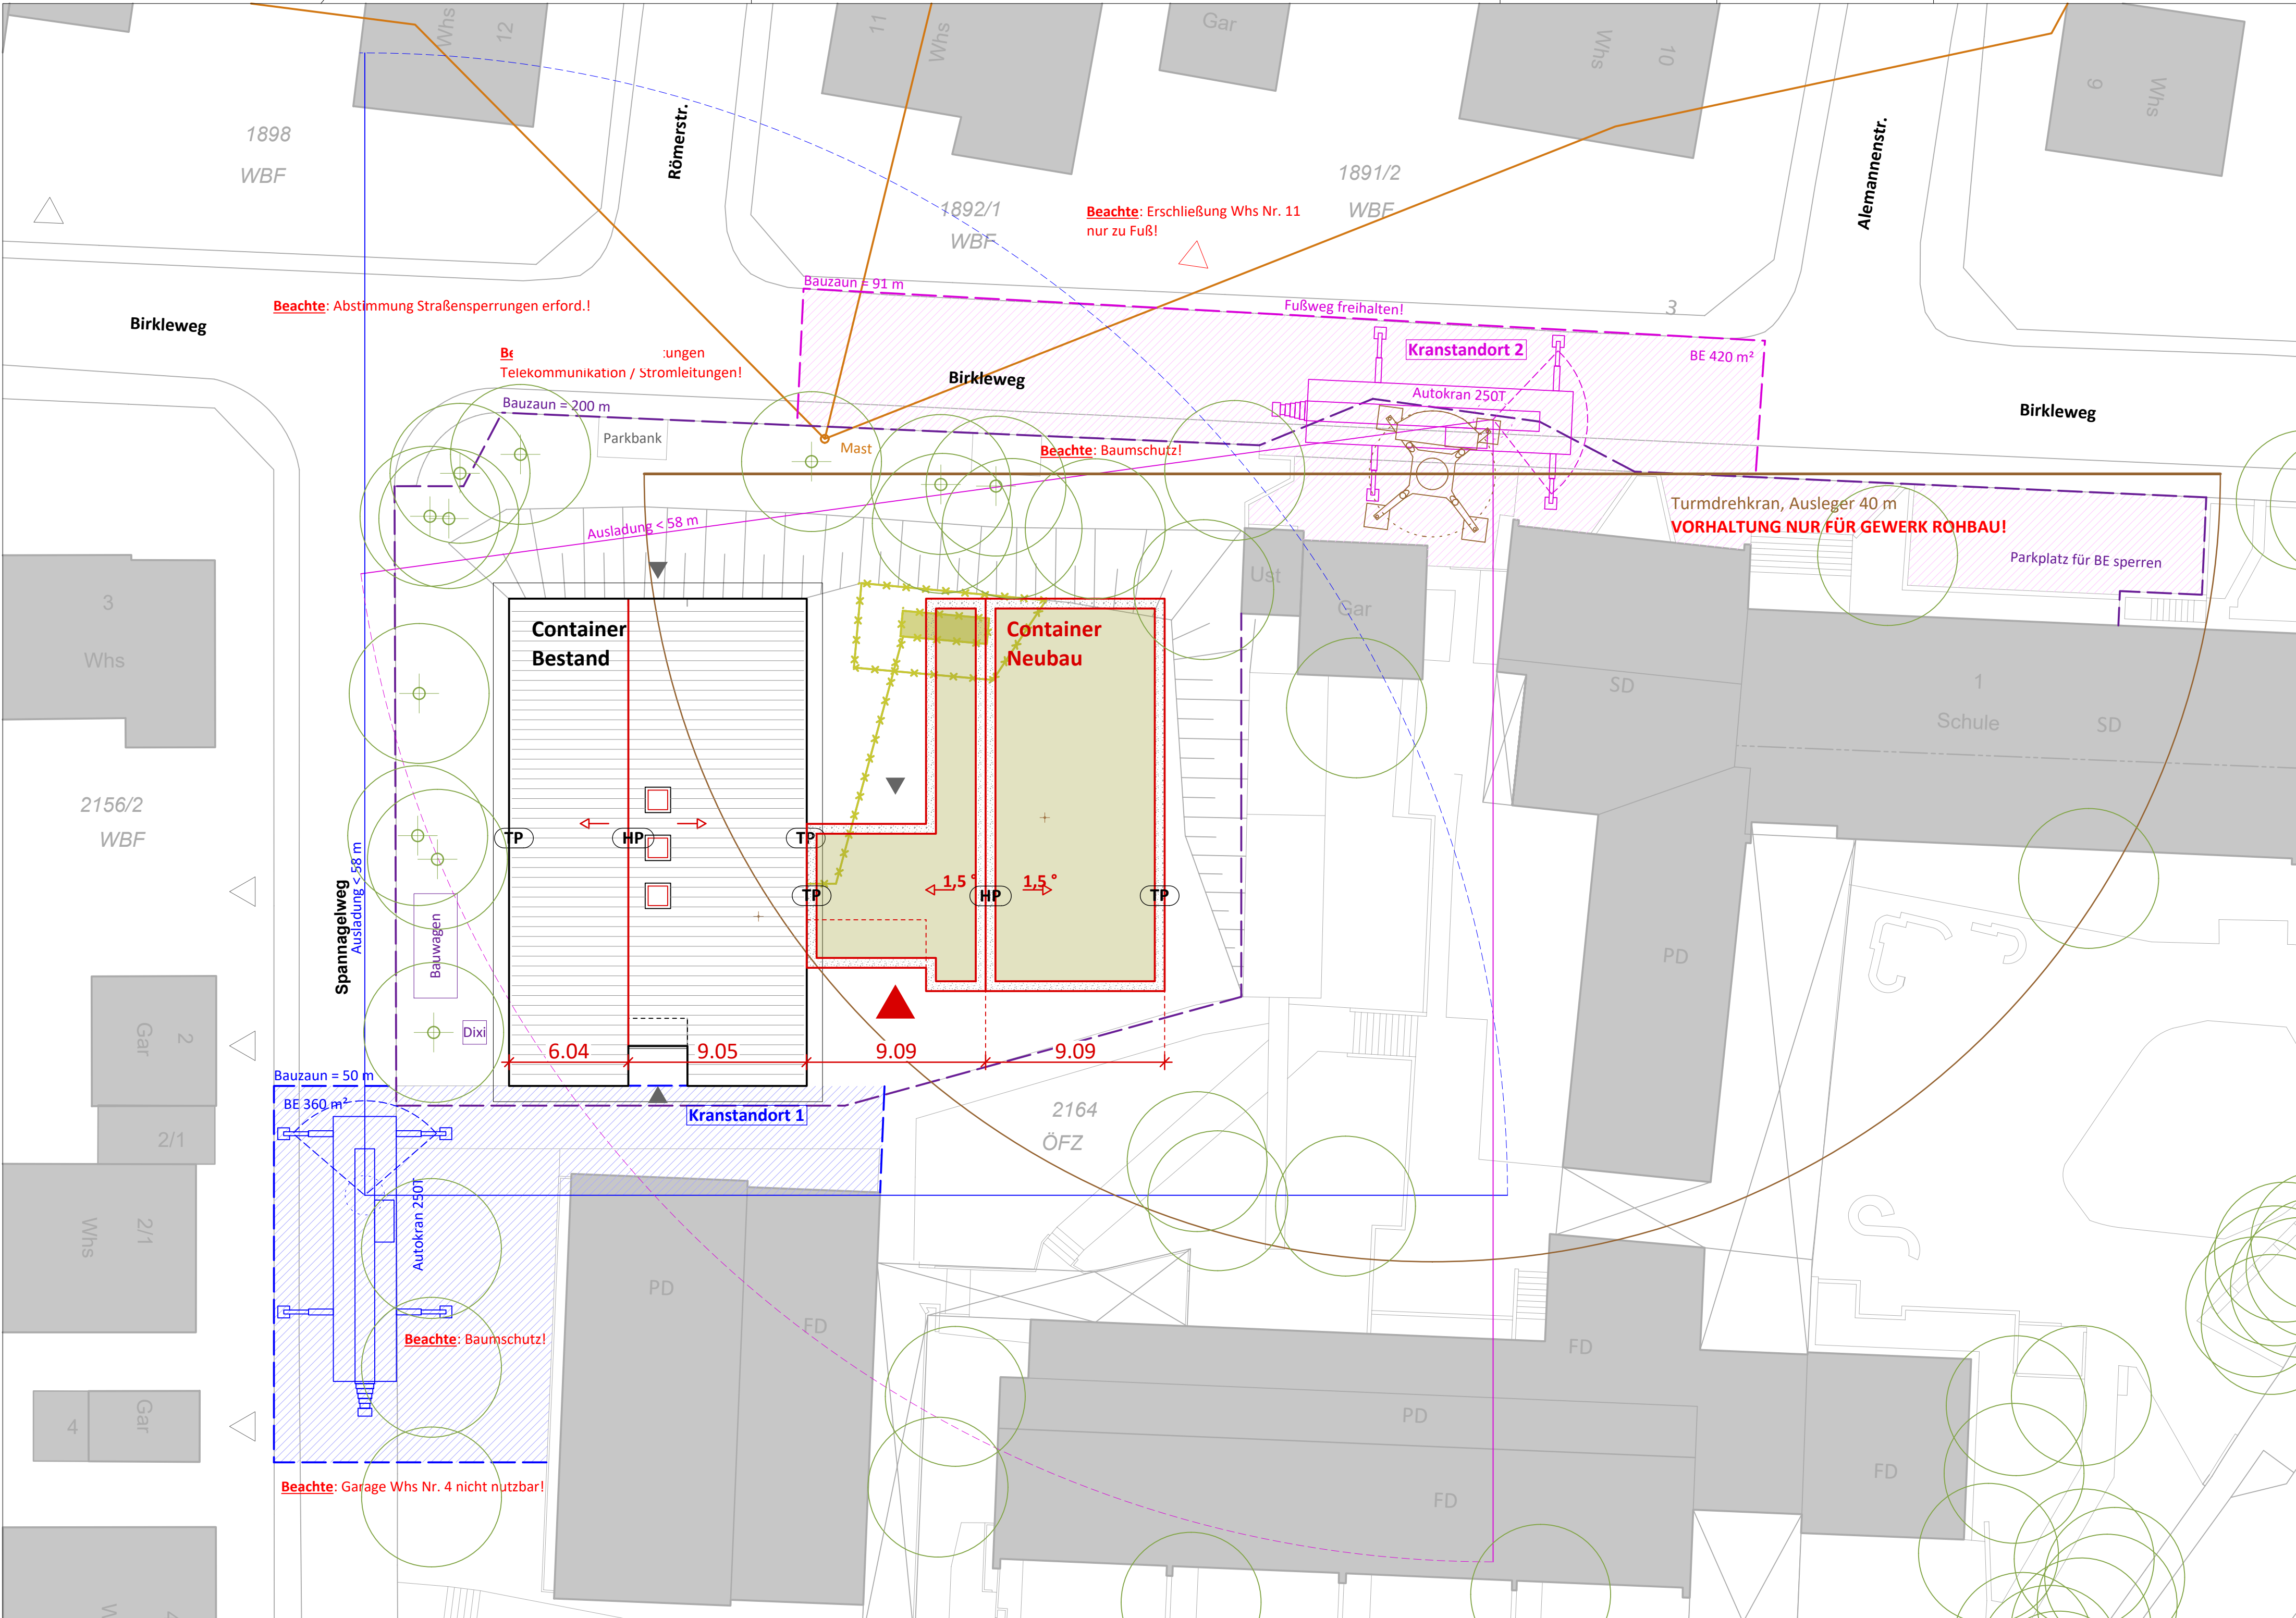 Whs
12
11
Whs
Gar
Whs
10
9
Whs
1898
WBF
Römerstr.
1892/1
WBF
Beachte: Erschließung Whs Nr. 11
nur zu Fuß!
1891/2
WBF
Alemannenstr.
Bauzaun = 91 m
Fußweg freihalten!
3
Beachte: Abstimmung Straßensperrungen erford.!
Birkleweg
Telekommunikation / Stromleitungen!
Kranstandort 2
BE 420 m²
Birkleweg
Autokran 250T
Birkleweg
Bauzaun = 200 m
Parkbank
Mast
Beachte: Baumschutz!
Ausladung < 58 m
Turmdrehkran, Ausleger 40 m
VORHALTUNG NUR FÜR GEWERK ROHBAU!
Parkplatz für BE sperren
Ust
Gar
3
Whs
Container
Bestand
Container
Neubau
SD
1
Schule
SD
2156/2
WBF
TP
HP
TP
TP
1,5 °
HP
1,5 °
TP
Spannagelweg
Ausladung < 58 m
Bauwagen
PD
Dixi
Gar
2
6.04
9.05
9.09
9.09
Bauzaun = 50 m
BE 360 m²
Kranstandort 1
2164
ÖFZ
2/1
Whs
2/1
Autokran 250T
PD
FD
Beachte: Baumschutz!
FD
4
Gar
PD
FD
FD
Beachte: Garage Whs Nr. 4 nicht nutzbar!